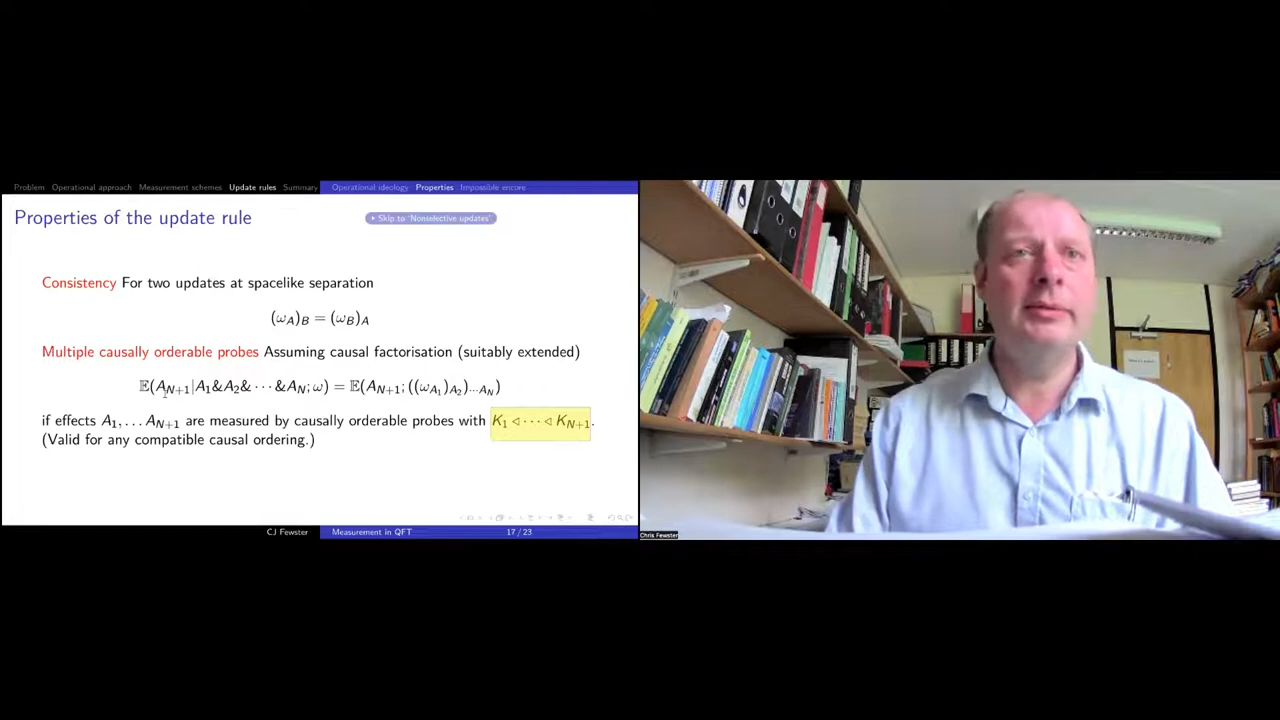 Problem Operational approach Measurement schemes Update rules Summary Operational ideology Properties Impossible encore
Properties of the update rule
Skip to 'Nonselective updates'
Consistency For two updates at spacelike separation
(ω_A)_B = (ω_B)_A
Multiple causally orderable probes Assuming causal factorisation (suitably extended)
𝔼(A_{N+1}|A_1&A_2&···&A_N; ω) = 𝔼(A_{N+1}; ((ω_{A_1})_{A_2})..._{A_N})
if effects A_1, ... A_{N+1} are measured by causally orderable probes with K_1 ◁ ··· ◁ K_{N+1}.
(Valid for any compatible causal ordering.)
CJ Fewster Measurement in QFT 17 / 23
Chris Fewster